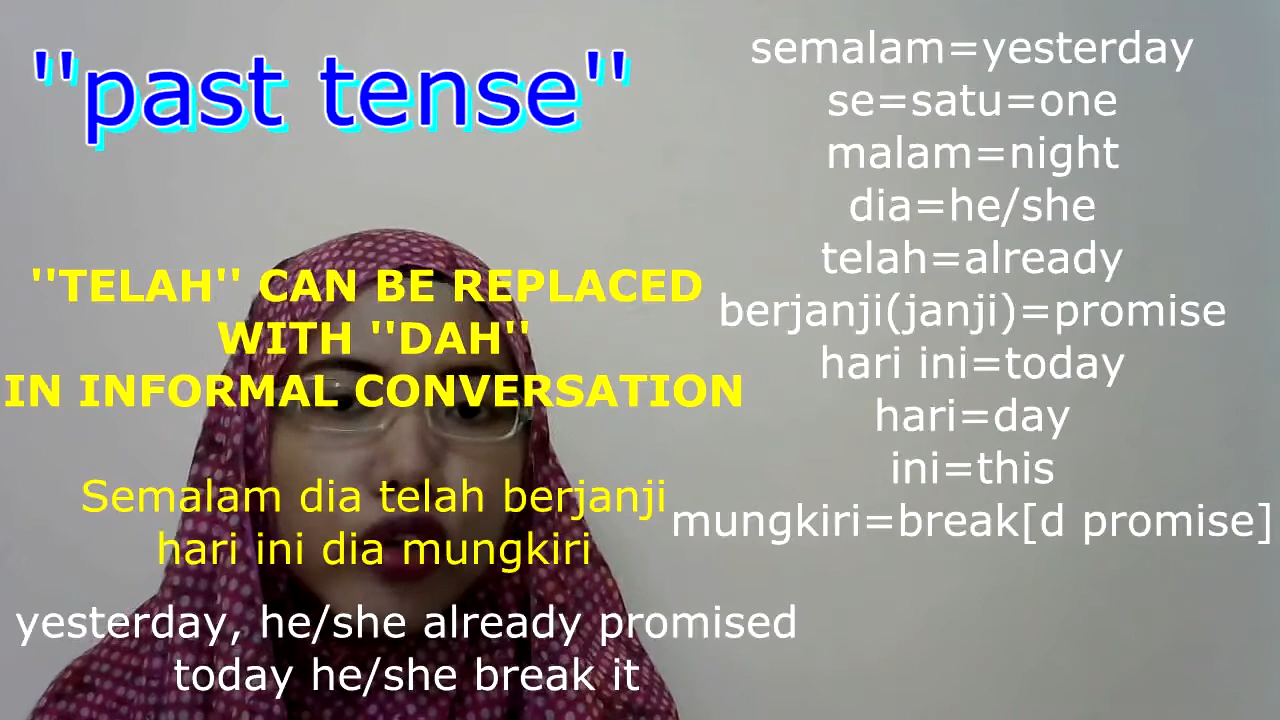 ''past tense''
''TELAH'' CAN BE REPLACED
WITH ''DAH''
IN INFORMAL CONVERSATION
Semalam dia telah berjanji
hari ini dia mungkiri
yesterday, he/she already promised
today he/she break it
semalam=yesterday
se=satu=one
malam=night
dia=he/she
telah=already
berjanji(janji)=promise
hari ini=today
hari=day
ini=this
mungkiri=break[d promise]